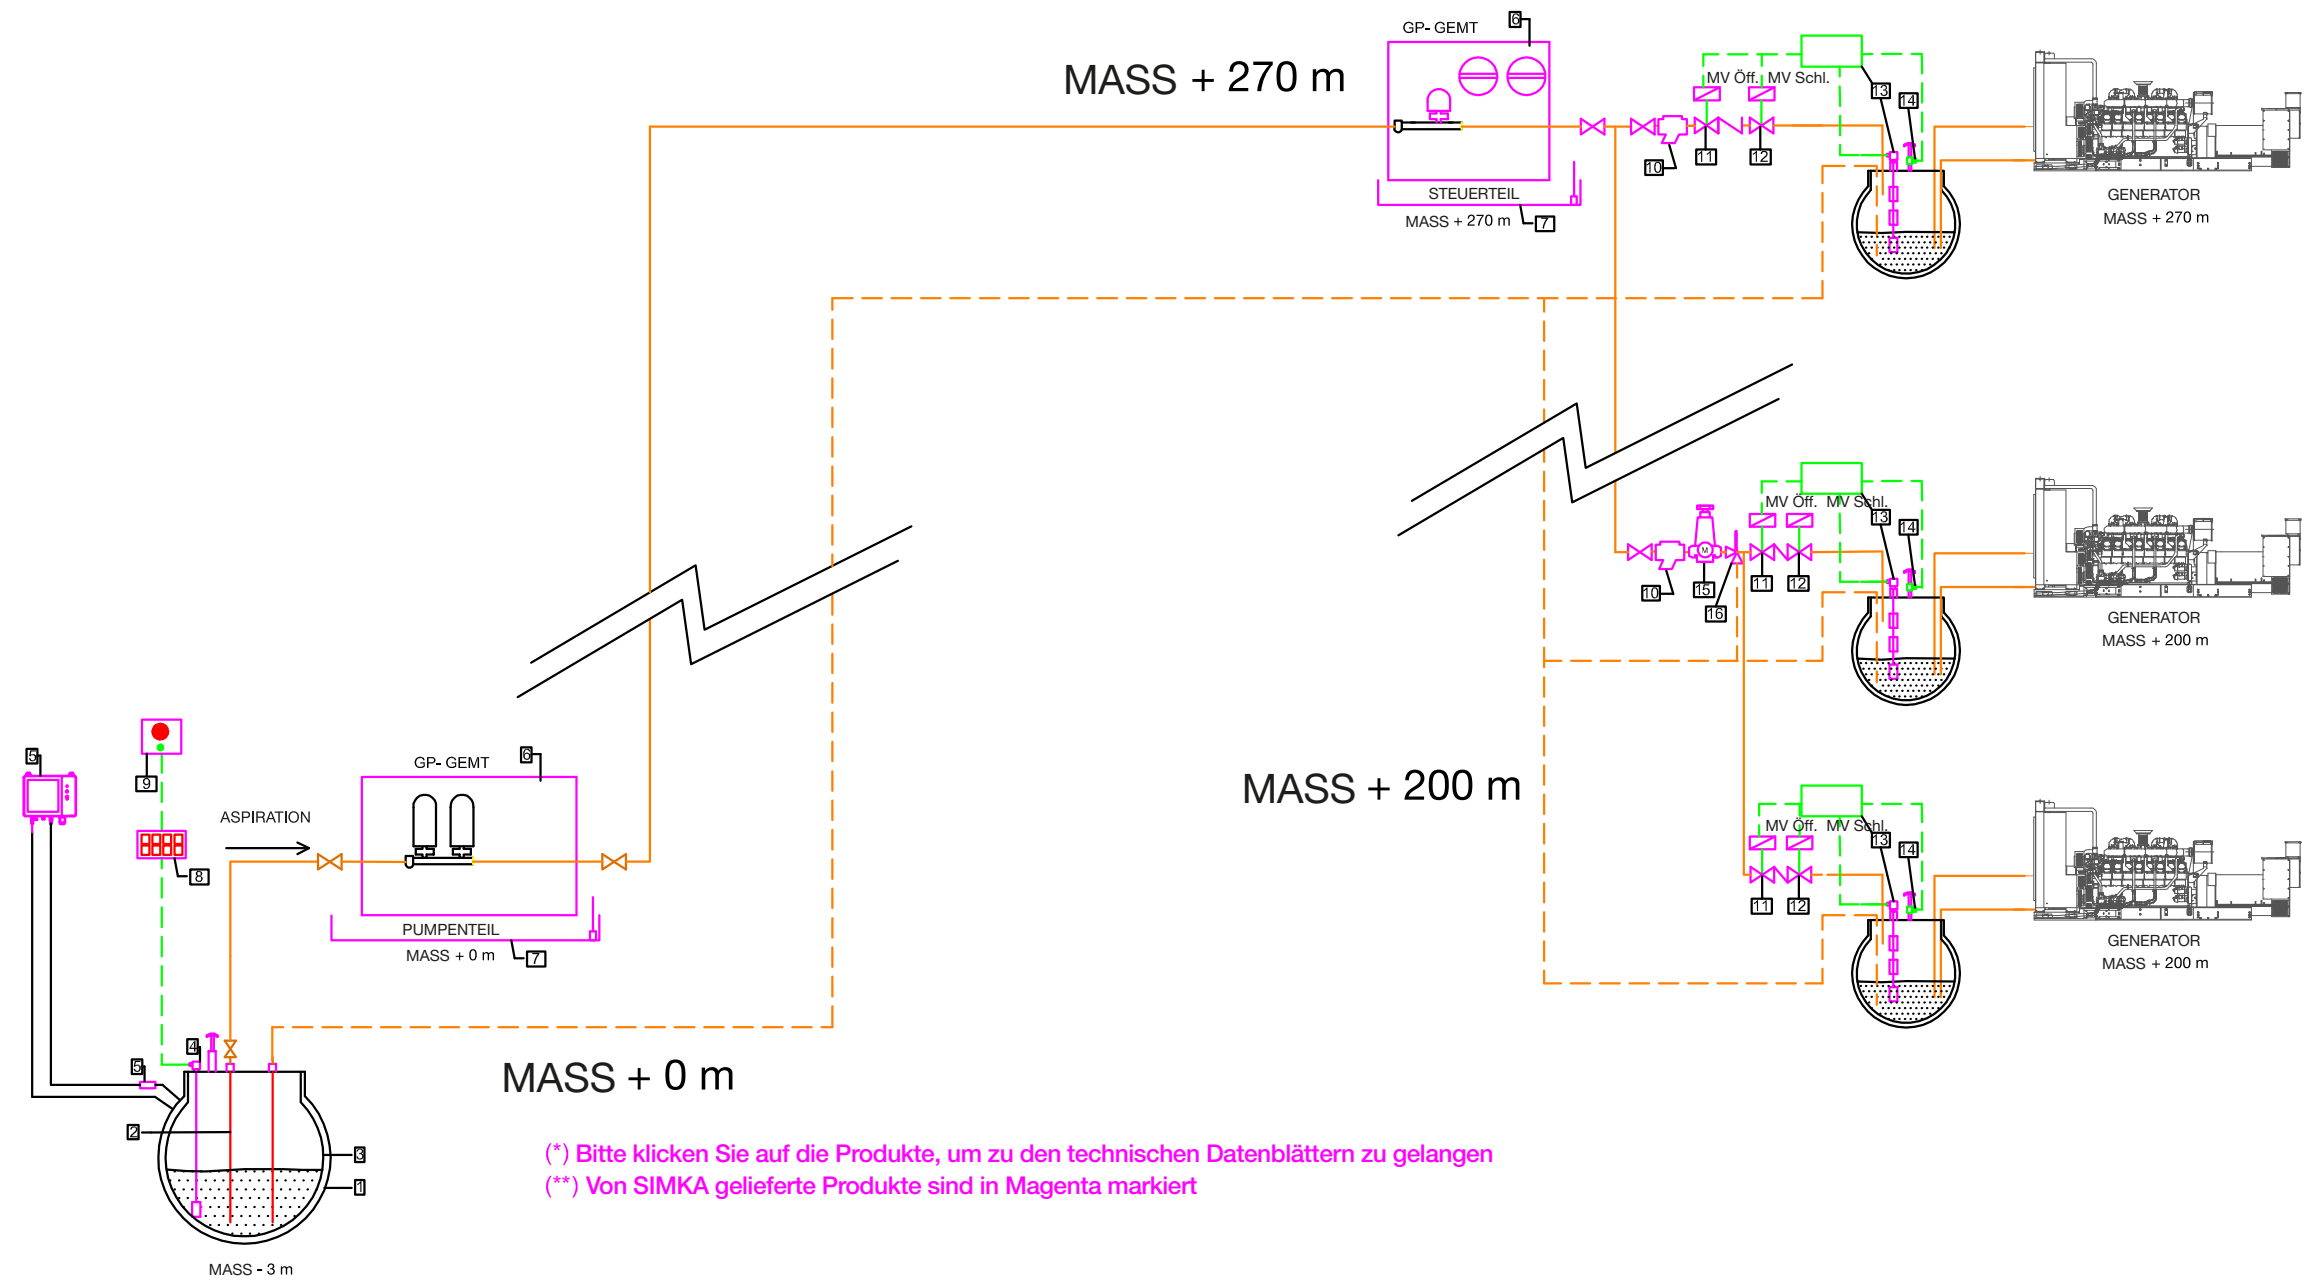 GP- GEMT
6
MASS + 270 m
MV Öff. MV Schl.
13
14
10
11
12
STEUERTEIL
MASS + 270 m
7
GENERATOR
MASS + 270 m
MV Öff. MV Schl.
13
14
10
15
16
11
12
GENERATOR
MASS + 200 m
5
9
8
ASPIRATION
GP- GEMT
6
PUMPENTEIL
MASS + 0 m
7
MASS + 200 m
MV Öff. MV Schl.
13
14
11
12
GENERATOR
MASS + 200 m
4
5
2
3
1
MASS + 0 m
(*) Bitte klicken Sie auf die Produkte, um zu den technischen Datenblättern zu gelangen
(**) Von SIMKA gelieferte Produkte sind in Magenta markiert
MASS - 3 m
M